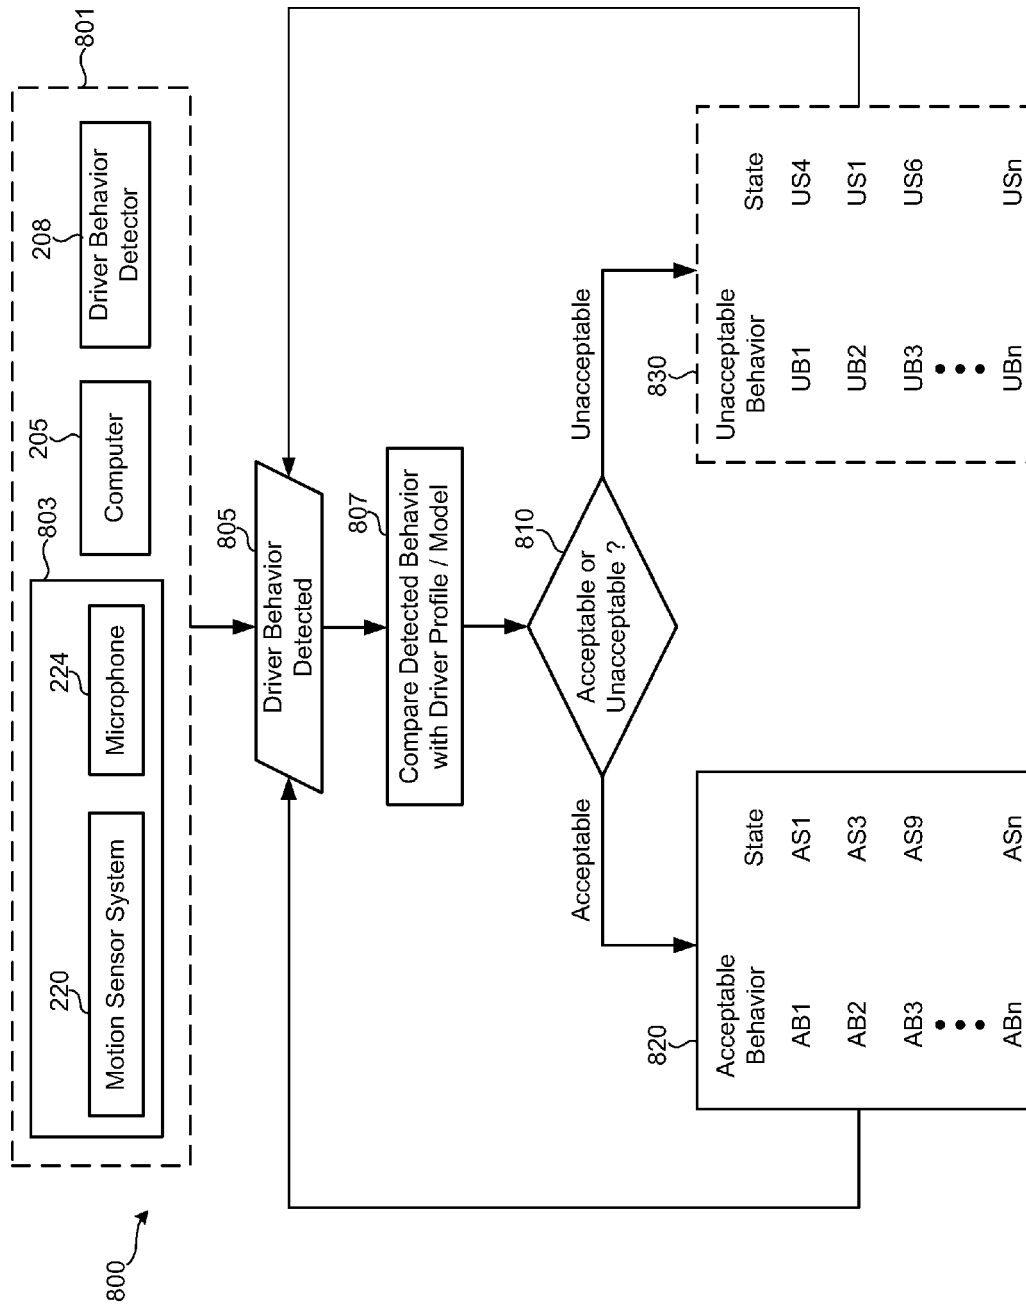 800
801
803
220
Motion Sensor System
224
Microphone
205
Computer
208
Driver Behavior
Detector
805
Driver Behavior
Detected
807
Compare Detected Behavior
with Driver Profile / Model
810
Acceptable or
Unacceptable ?
Acceptable
Unacceptable
820
Acceptable
Behavior
State
AB1 AS1
AB2 AS3
AB3 AS9
ABn ASn
830
Unacceptable
Behavior
State
UB1 US4
UB2 US1
UB3 US6
UBn USn